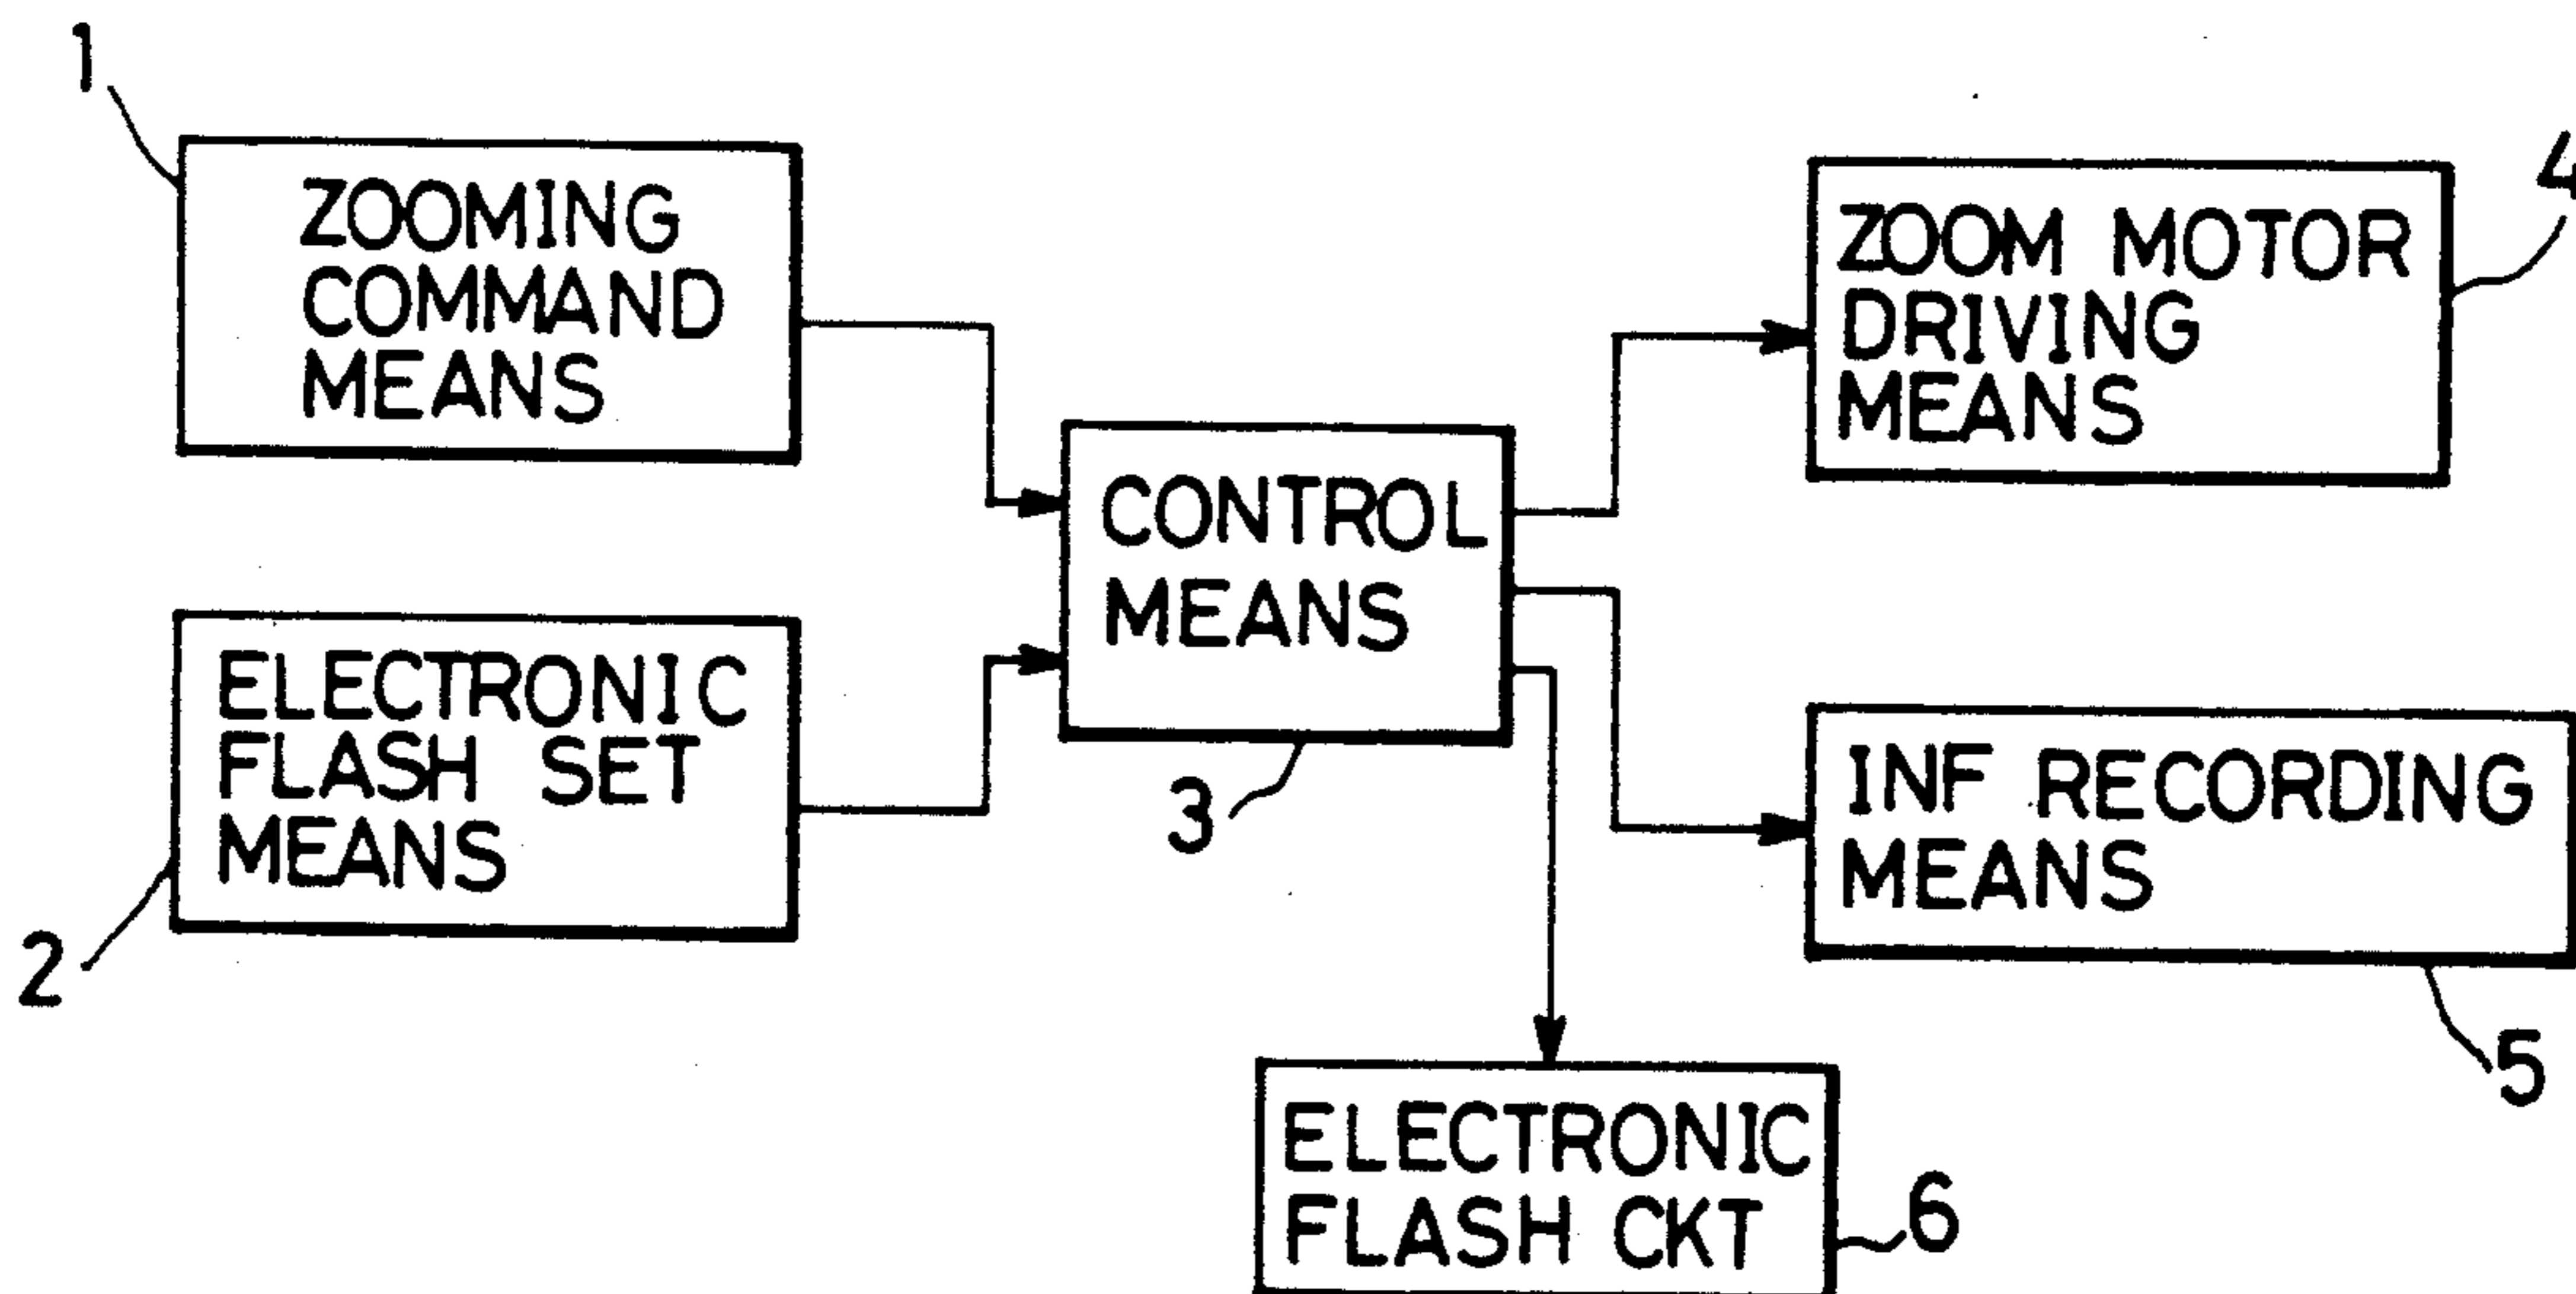 1
ZOOMING
COMMAND
MEANS
2
ELECTRONIC
FLASH SET
MEANS
CONTROL
MEANS
3
4
ZOOM MOTOR
DRIVING
MEANS
INF RECORDING
MEANS
5
ELECTRONIC
FLASH CKT
6